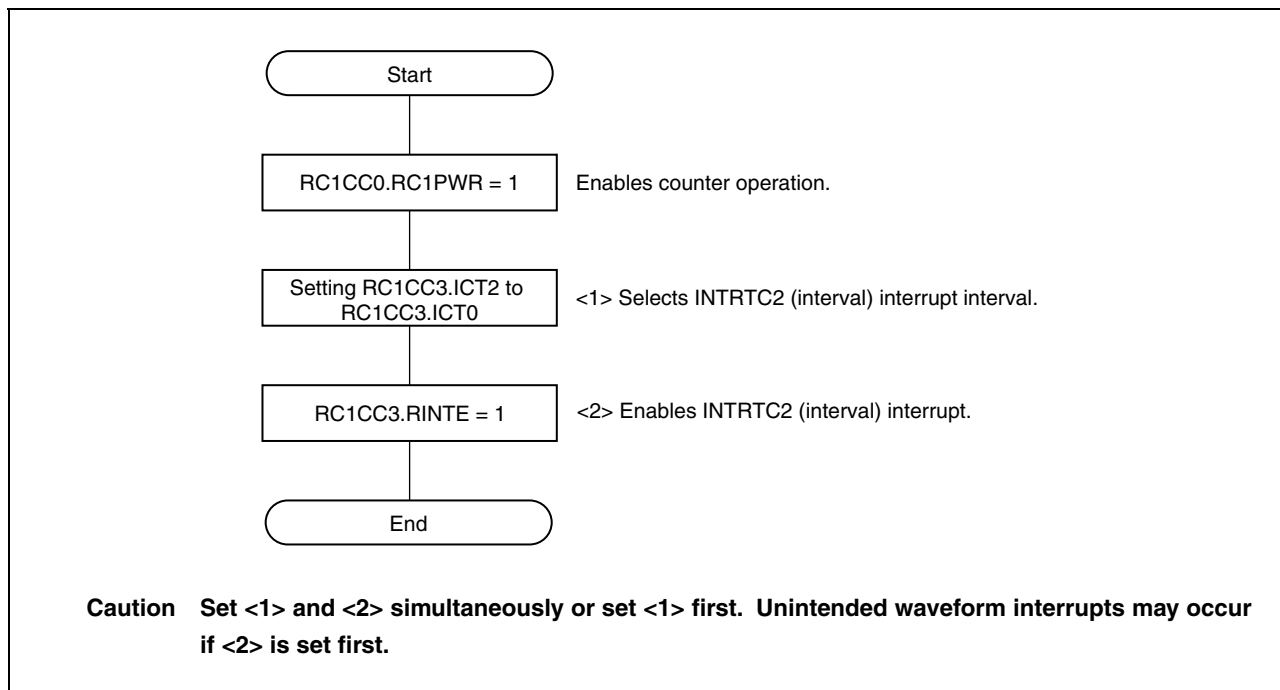 Start
RC1CC0.RC1PWR = 1
Enables counter operation.
Setting RC1CC3.ICT2 to
RC1CC3.ICT0
<1> Selects INTRTC2 (interval) interrupt interval.
RC1CC3.RINTE = 1
<2> Enables INTRTC2 (interval) interrupt.
End
Caution Set <1> and <2> simultaneously or set <1> first. Unintended waveform interrupts may occur
if <2> is set first.